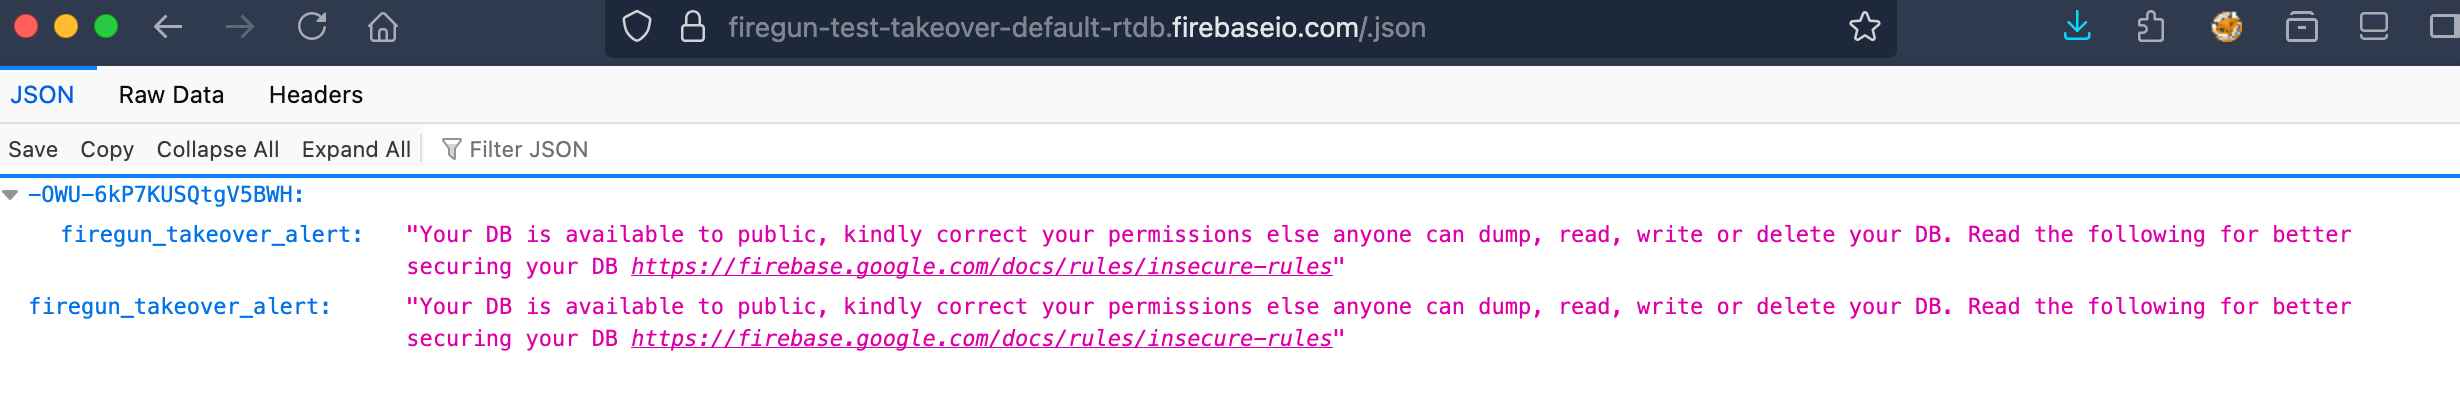 firegun-test-takeover-default-rtdb.firebaseio.com/.json
JSON Raw Data Headers
Save Copy Collapse All Expand All Filter JSON
-OWU-6kP7KUSQtgV5BWH:
firegun_takeover_alert: "Your DB is available to public, kindly correct your permissions else anyone can dump, read, write or delete your DB. Read the following for better
securing your DB https://firebase.google.com/docs/rules/insecure-rules"
firegun_takeover_alert: "Your DB is available to public, kindly correct your permissions else anyone can dump, read, write or delete your DB. Read the following for better
securing your DB https://firebase.google.com/docs/rules/insecure-rules"